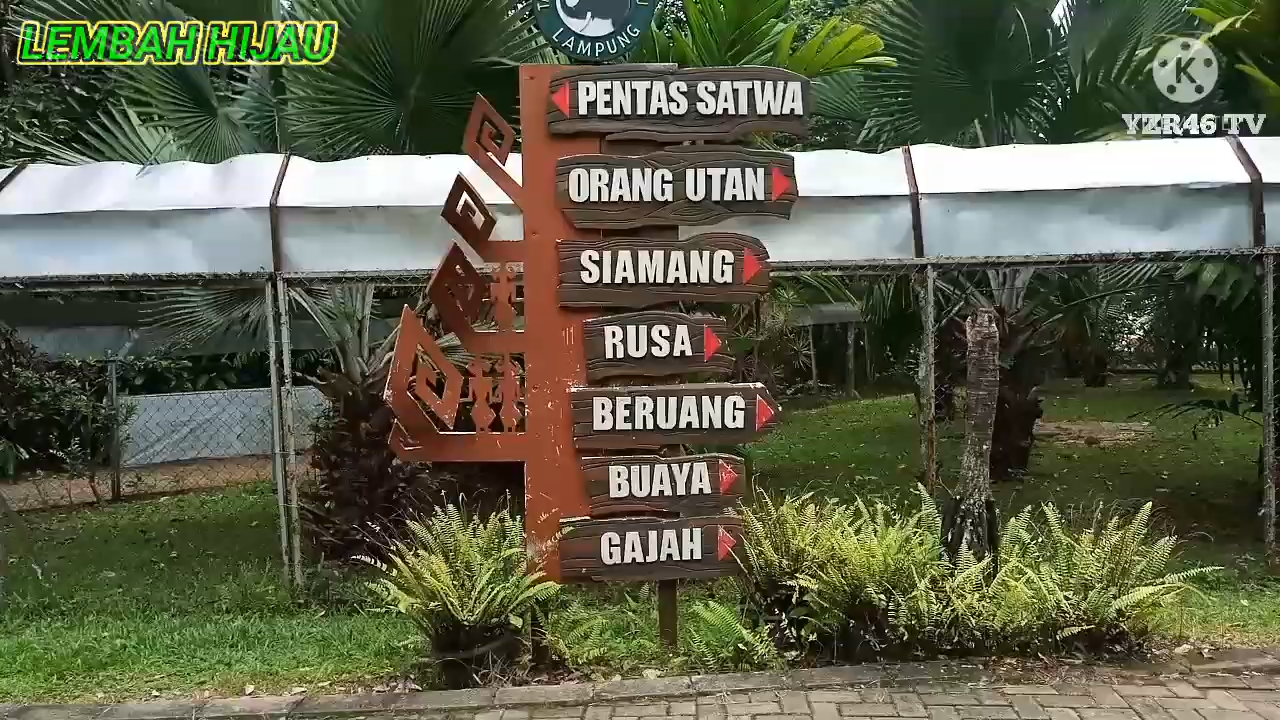 LEMBAH HIJAU
LAMPUNG
K
YZR46 TV
PENTAS SATWA
ORANG UTAN
SIAMANG
RUSA
BERUANG
BUAYA
GAJAH